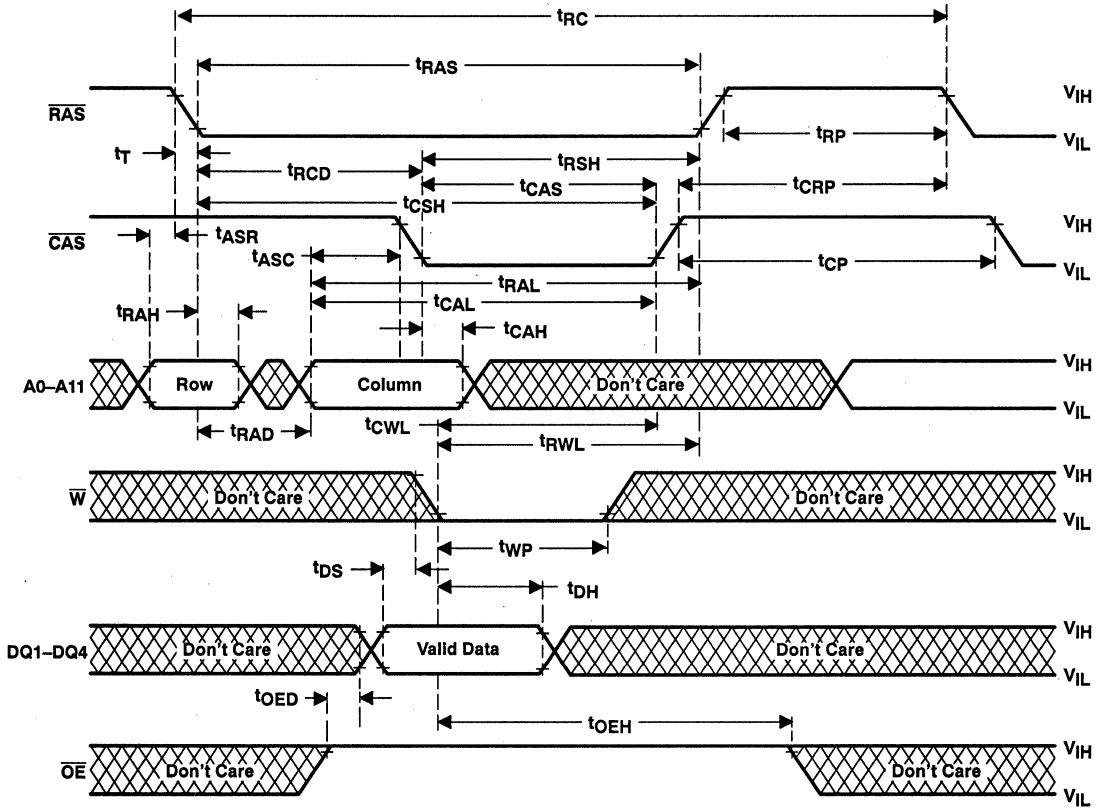 tRC
tRAS
RAS
VIH
VIL
tRP
tT
tRCD
tRSH
tCAS
tCRP
tCSH
CAS
VIH
VIL
tASR
tASC
tCP
tRAL
tCAL
tRAH
tCAH
A0–A11
Row
Column
Don't Care
VIH
VIL
tRAD
tCWL
tRWL
W
Don't Care
Don't Care
VIH
VIL
tWP
tDS
tDH
DQ1–DQ4
Don't Care
Valid Data
Don't Care
VIH
VIL
tOED
tOEH
OE
Don't Care
Don't Care
VIH
VIL